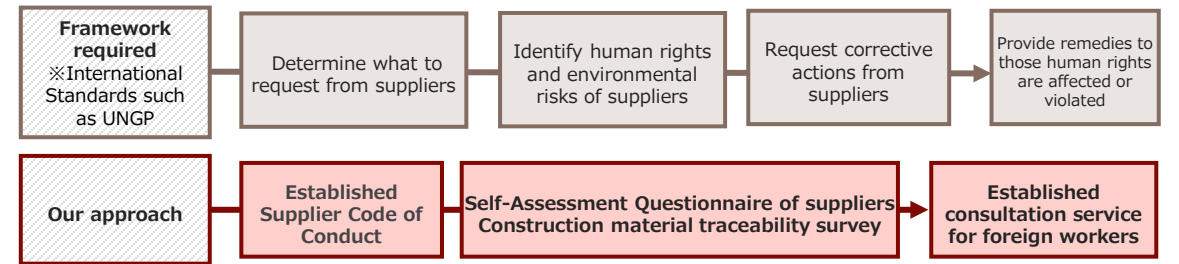 Framework
required
※International
Standards such
as UNGP
Determine what to
request from suppliers
Identify human rights
and environmental
risks of suppliers
Request corrective
actions from
suppliers
Provide remedies to
those human rights
are affected or
violated
Our approach
Established
Supplier Code of
Conduct
Self-Assessment Questionnaire of suppliers
Construction material traceability survey
Established
consultation service
for foreign workers